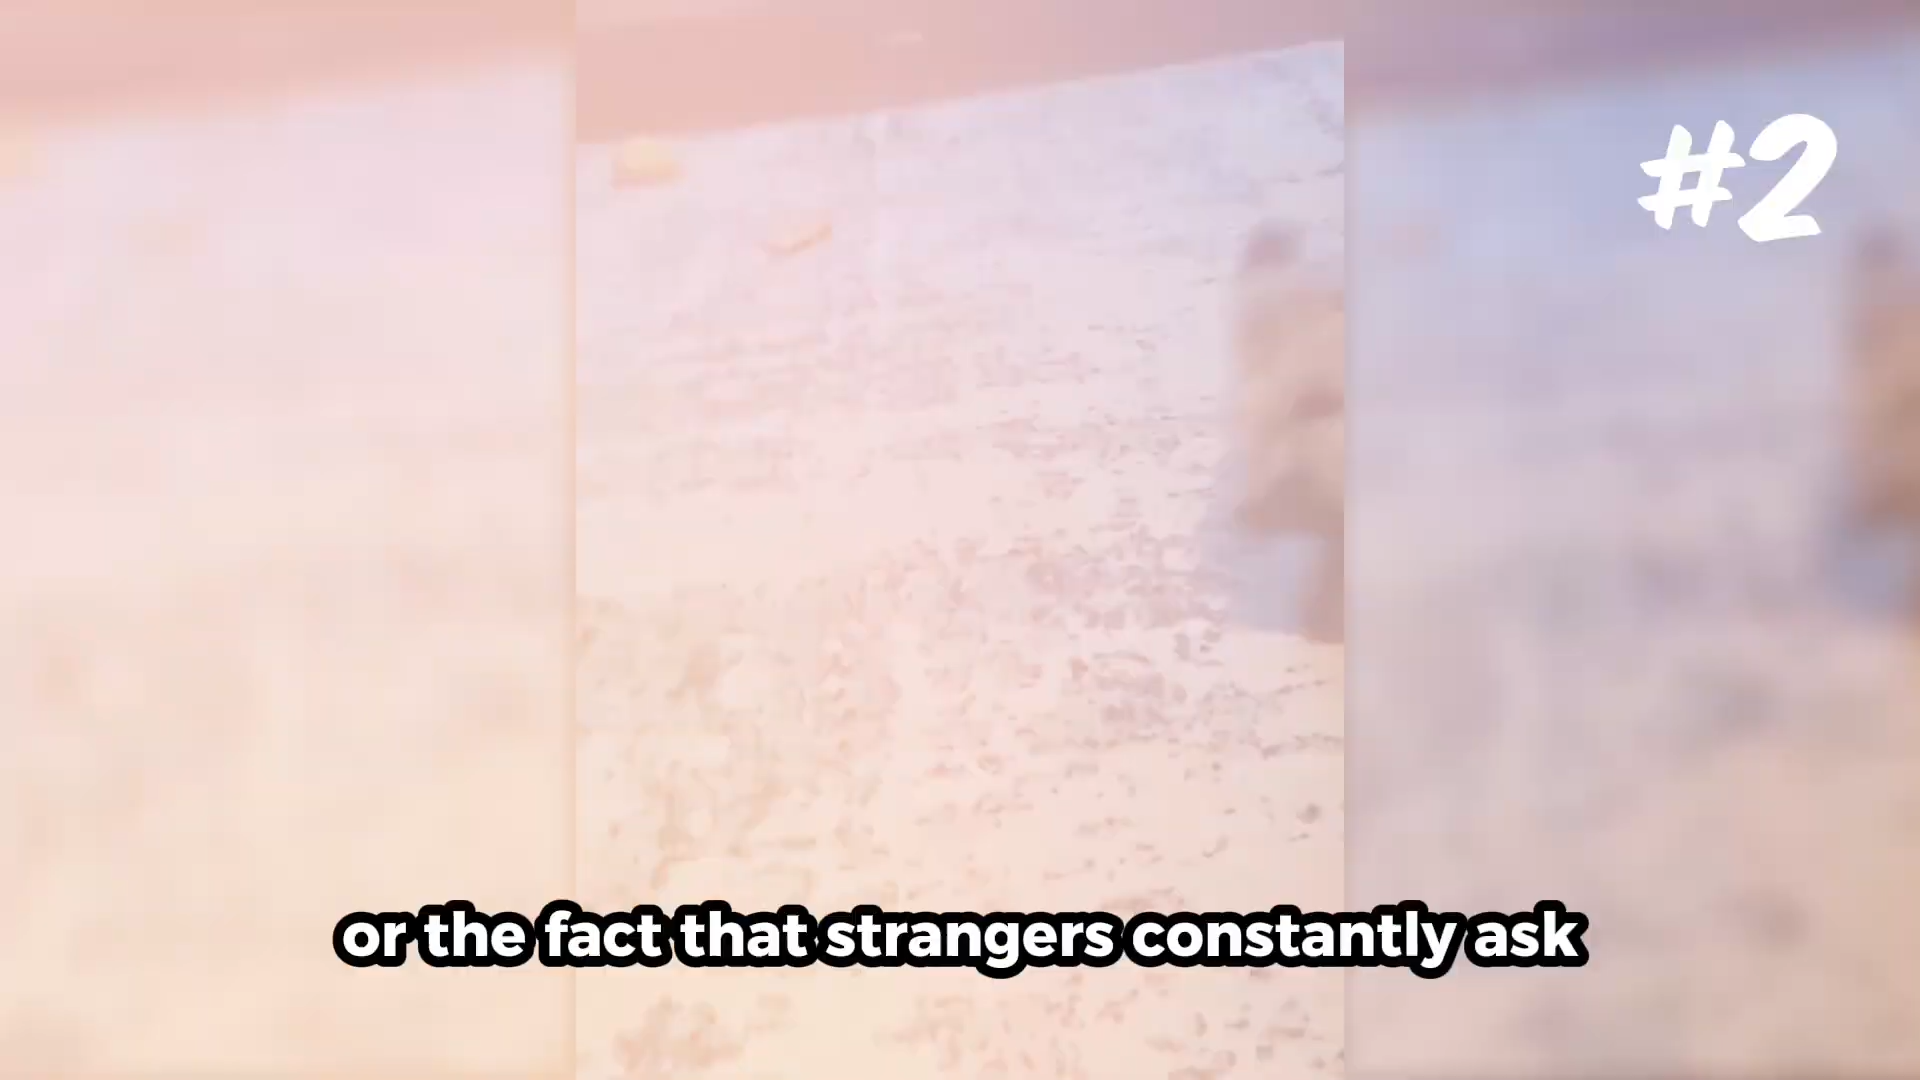 #2
or the fact that strangers constantly ask